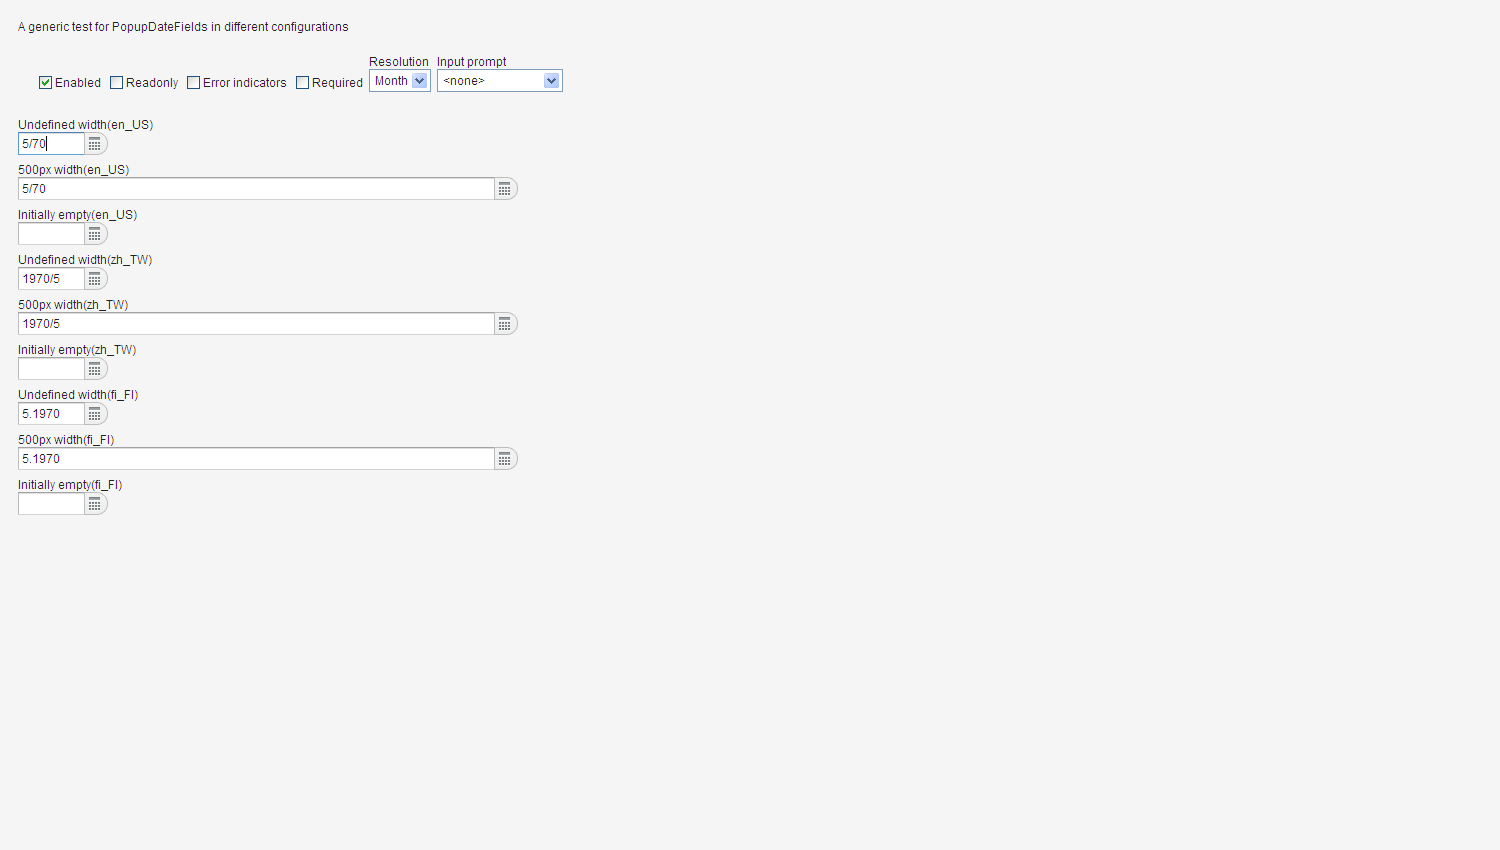 A generic test for PopupDateFields in different configurations
Resolution Input prompt
Enabled Readonly Error indicators Required Month <none>
Undefined width(en_US)
5/70
500px width(en_US)
5/70
Initially empty(en_US)
Undefined width(zh_TW)
1970/5
500px width(zh_TW)
1970/5
Initially empty(zh_TW)
Undefined width(fi_FI)
5.1970
500px width(fi_FI)
5.1970
Initially empty(fi_FI)